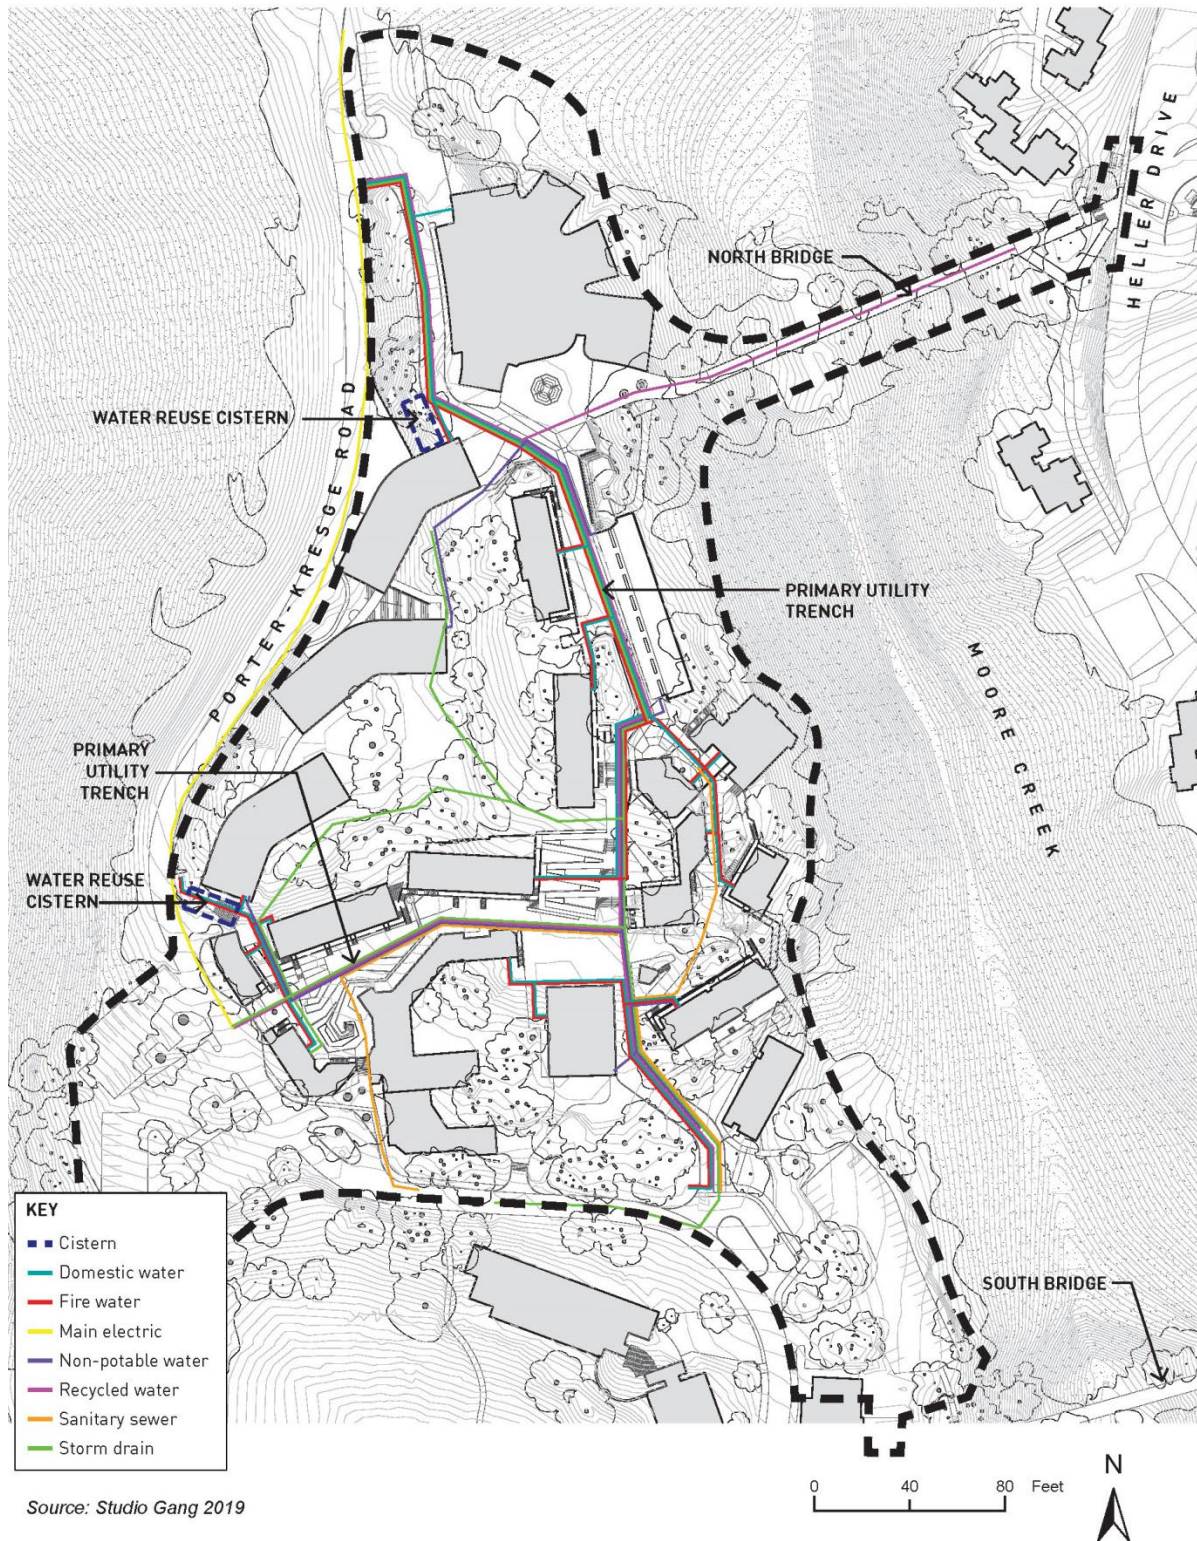 HELLER DRIVE
NORTH BRIDGE
WATER REUSE CISTERN
PORTER-KRESGE ROAD
PRIMARY UTILITY
TRENCH
MOORE CREEK
PRIMARY
UTILITY
TRENCH
WATER REUSE
CISTERN
KEY
Cistern
Domestic water
Fire water
Main electric
Non-potable water
Recycled water
Sanitary sewer
Storm drain
SOUTH BRIDGE
Source: Studio Gang 2019
0 40 80 Feet
N